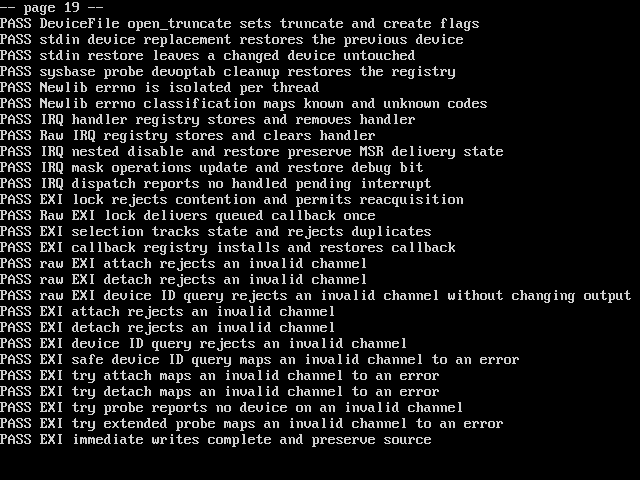 -- page 19 --
PASS DeviceFile open_truncate sets truncate and create flags
PASS stdin device replacement restores the previous device
PASS stdin restore leaves a changed device untouched
PASS sysbase probe devoptab cleanup restores the registry
PASS Newlib errno is isolated per thread
PASS Newlib errno classification maps known and unknown codes
PASS IRQ handler registry stores and removes handler
PASS Raw IRQ registry stores and clears handler
PASS IRQ nested disable and restore preserve MSR delivery state
PASS IRQ mask operations update and restore debug bit
PASS IRQ dispatch reports no handled pending interrupt
PASS EXI lock rejects contention and permits reacquisition
PASS Raw EXI lock delivers queued callback once
PASS EXI selection tracks state and rejects duplicates
PASS EXI callback registry installs and restores callback
PASS raw EXI attach rejects an invalid channel
PASS raw EXI detach rejects an invalid channel
PASS raw EXI device ID query rejects an invalid channel without changing output
PASS EXI attach rejects an invalid channel
PASS EXI detach rejects an invalid channel
PASS EXI device ID query rejects an invalid channel
PASS EXI safe device ID query maps an invalid channel to an error
PASS EXI try attach maps an invalid channel to an error
PASS EXI try detach maps an invalid channel to an error
PASS EXI try probe reports no device on an invalid channel
PASS EXI try extended probe maps an invalid channel to an error
PASS EXI immediate writes complete and preserve source